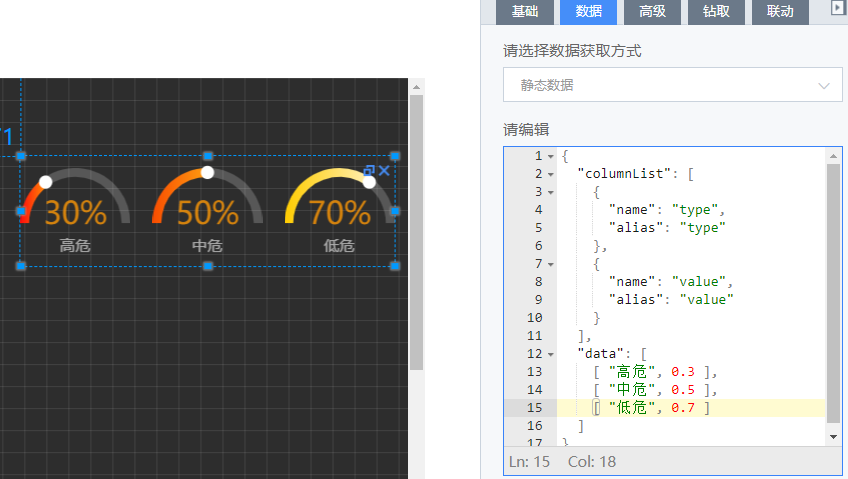 基础 数据 高级 钻取 联动
请选择数据获取方式
静态数据
请编辑
1 {
2 "columnList": [
3 {
4 "name": "type",
5 "alias": "type"
6 },
7 {
8 "name": "value",
9 "alias": "value"
10 }
11 ],
12 "data": [
13 [ "高危", 0.3 ],
14 [ "中危", 0.5 ],
15 [ "低危", 0.7 ]
16 ]
17 }
Ln: 15 Col: 18
30% 50% 70%
高危 中危 低危